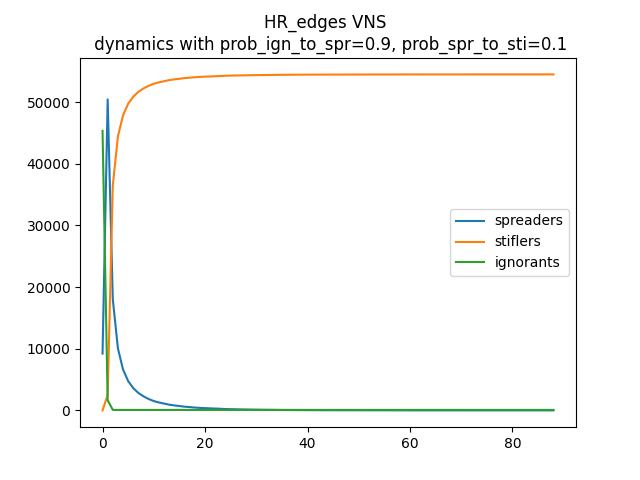 HR_edges VNS
dynamics with prob_ign_to_spr=0.9, prob_spr_to_sti=0.1
50000
40000
30000
20000
10000
0
spreaders
stiflers
ignorants
0
20
40
60
80